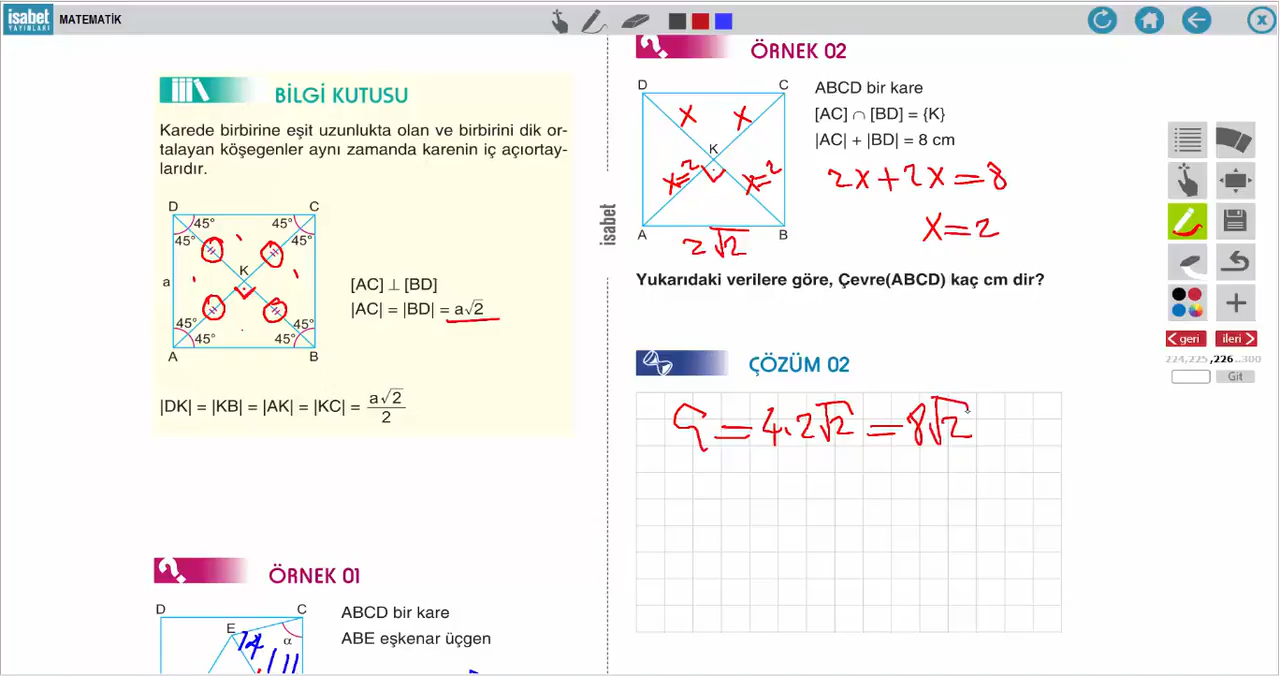 isabet
YAYINLARI
MATEMATİK
BİLGİ KUTUSU
Karede birbirine eşit uzunlukta olan ve birbirini dik or-
talayan köşegenler aynı zamanda karenin iç açıortay-
larıdır.
D
C
45°
45°
45°
45°
K
a
45°
45°
45°
45°
A
B
[AC] ⊥ [BD]
|AC| = |BD| = a√2
|DK| = |KB| = |AK| = |KC| = a√2/2
ÖRNEK 01
D
C
E
α
ABCD bir kare
ABE eşkenar üçgen
isabet
ÖRNEK 02
D
C
x
x
K
x=2
x=2
A
B
2√2
ABCD bir kare
[AC] ∩ [BD] = {K}
|AC| + |BD| = 8 cm
2x+2x=8
x=2
Yukarıdaki verilere göre, Çevre(ABCD) kaç cm dir?
ÇÖZÜM 02
Ç = 4.2√2 = 8√2
geri
ileri
224,225,226...300
Git